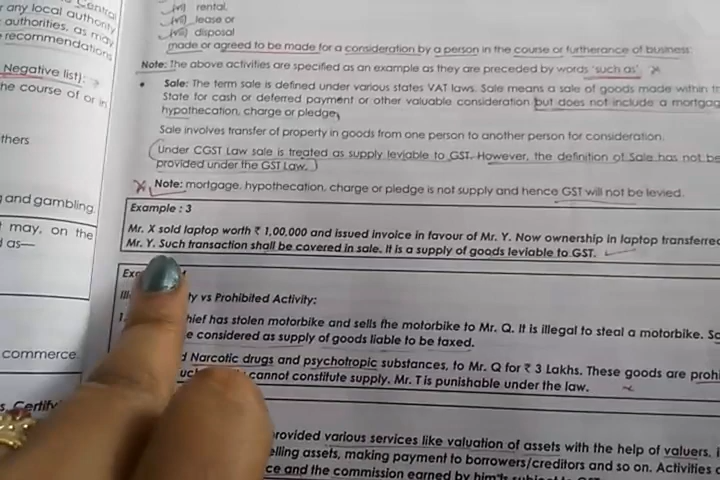 Central
r any local authority
authorities, as may
recommendations
Negative list):
he course of or in
thers
and gambling
may, on the
as—
commerce
s Certify
(vi) rental,
(vii) lease or
(viii) disposal
made or agreed to be made for a consideration by a person in the course or furtherance of business.
Note: The above activities are specified as an example as they are preceded by words 'such as'.
• Sale: The term sale is defined under various states VAT laws. Sale means a sale of goods made within th
State for cash or deferred payment or other valuable consideration but does not include a mortgag
hypothecation, charge or pledge.
Sale involves transfer of property in goods from one person to another person for consideration.
Under CGST Law sale is treated as supply leviable to GST. However, the definition of Sale has not be
provided under the GST Law.
Note: mortgage, hypothecation, charge or pledge is not supply and hence GST will not be levied.
Example : 3
Mr. X sold laptop worth ₹ 1,00,000 and issued invoice in favour of Mr. Y. Now ownership in laptop transferred
Mr. Y. Such transaction shall be covered in sale. It is a supply of goods leviable to GST.
Ex
Ill ty vs Prohibited Activity:
1. hief has stolen motorbike and sells the motorbike to Mr. Q. It is illegal to steal a motorbike. So
e considered as supply of goods liable to be taxed.
d Narcotic drugs and psychotropic substances, to Mr. Q for ₹ 3 Lakhs. These goods are prohi
cannot constitute supply. Mr. T is punishable under the law.
rovided various services like valuation of assets with the help of valuers, i
elling assets, making payment to borrowers/creditors and so on. Activities c
ce and the commission earned by him is subject to GST